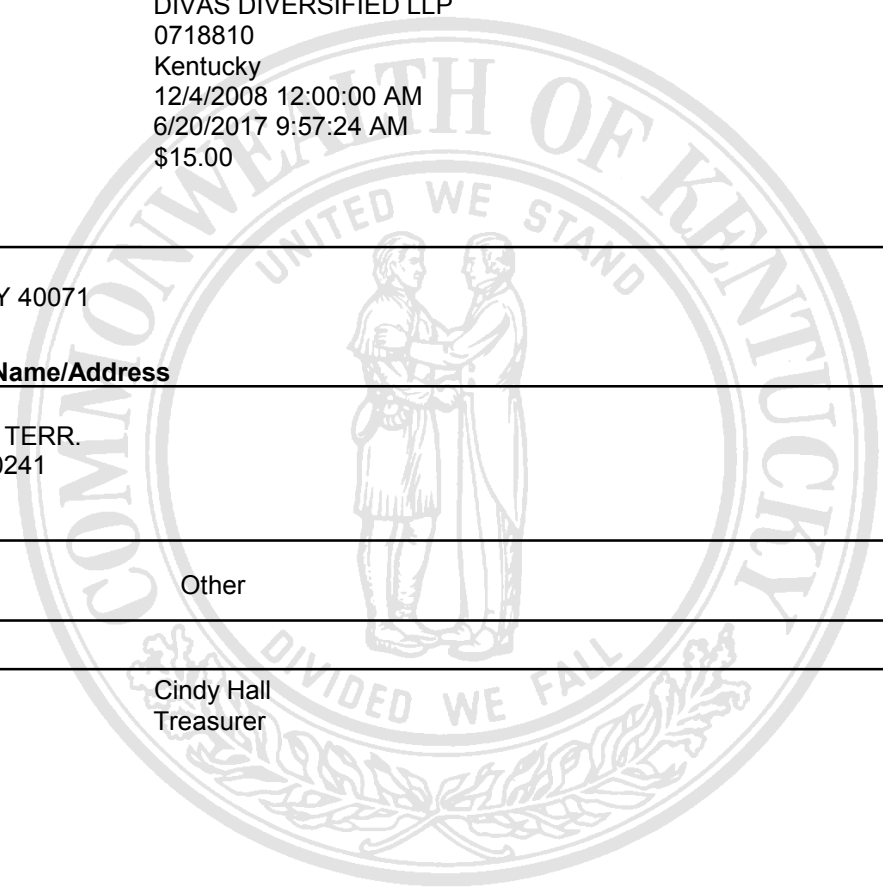 DIVAS DIVERSIFIED LLP
0718810
Kentucky
12/4/2008 12:00:00 AM
6/20/2017 9:57:24 AM
$15.00
COMMONWEALTH OF KENTUCKY
UNITED WE STAND
Y 40071
Name/Address
TERR.
0241
Other
DIVIDED WE FALL
Cindy Hall
Treasurer